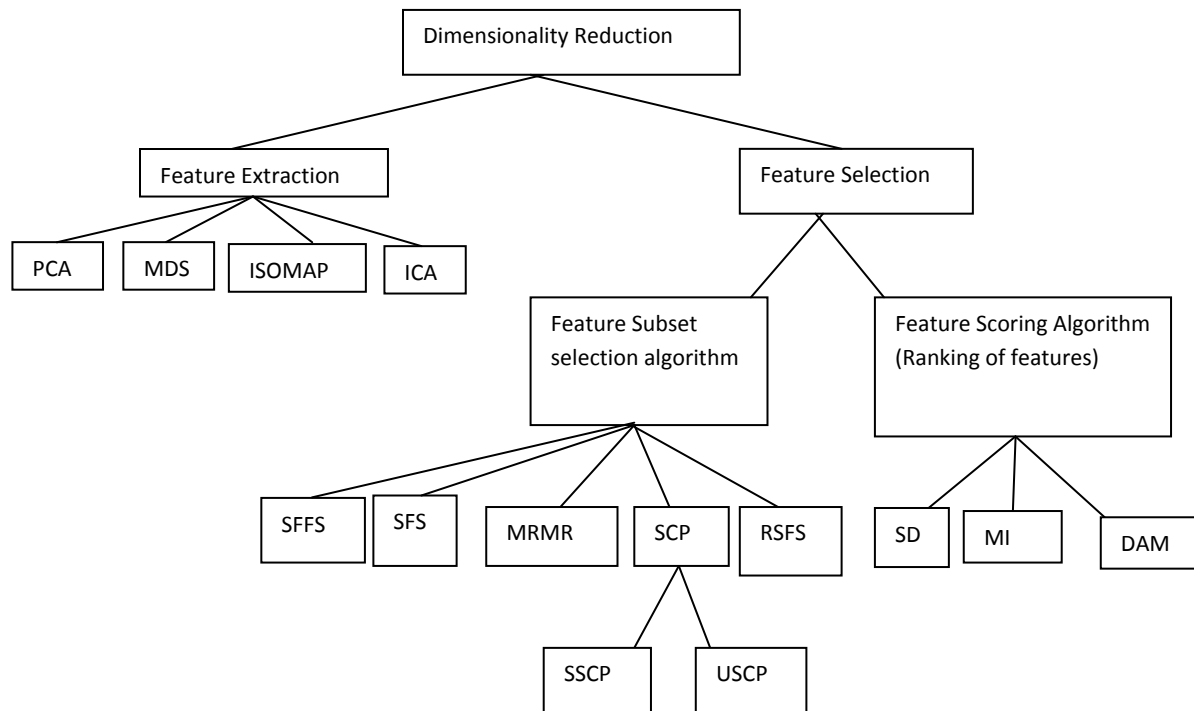 Dimensionality Reduction
Feature Extraction
Feature Selection
PCA
MDS
ISOMAP
ICA
Feature Subset
selection algorithm
Feature Scoring Algorithm
(Ranking of features)
SFFS
SFS
MRMR
SCP
RSFS
SD
MI
DAM
SSCP
USCP